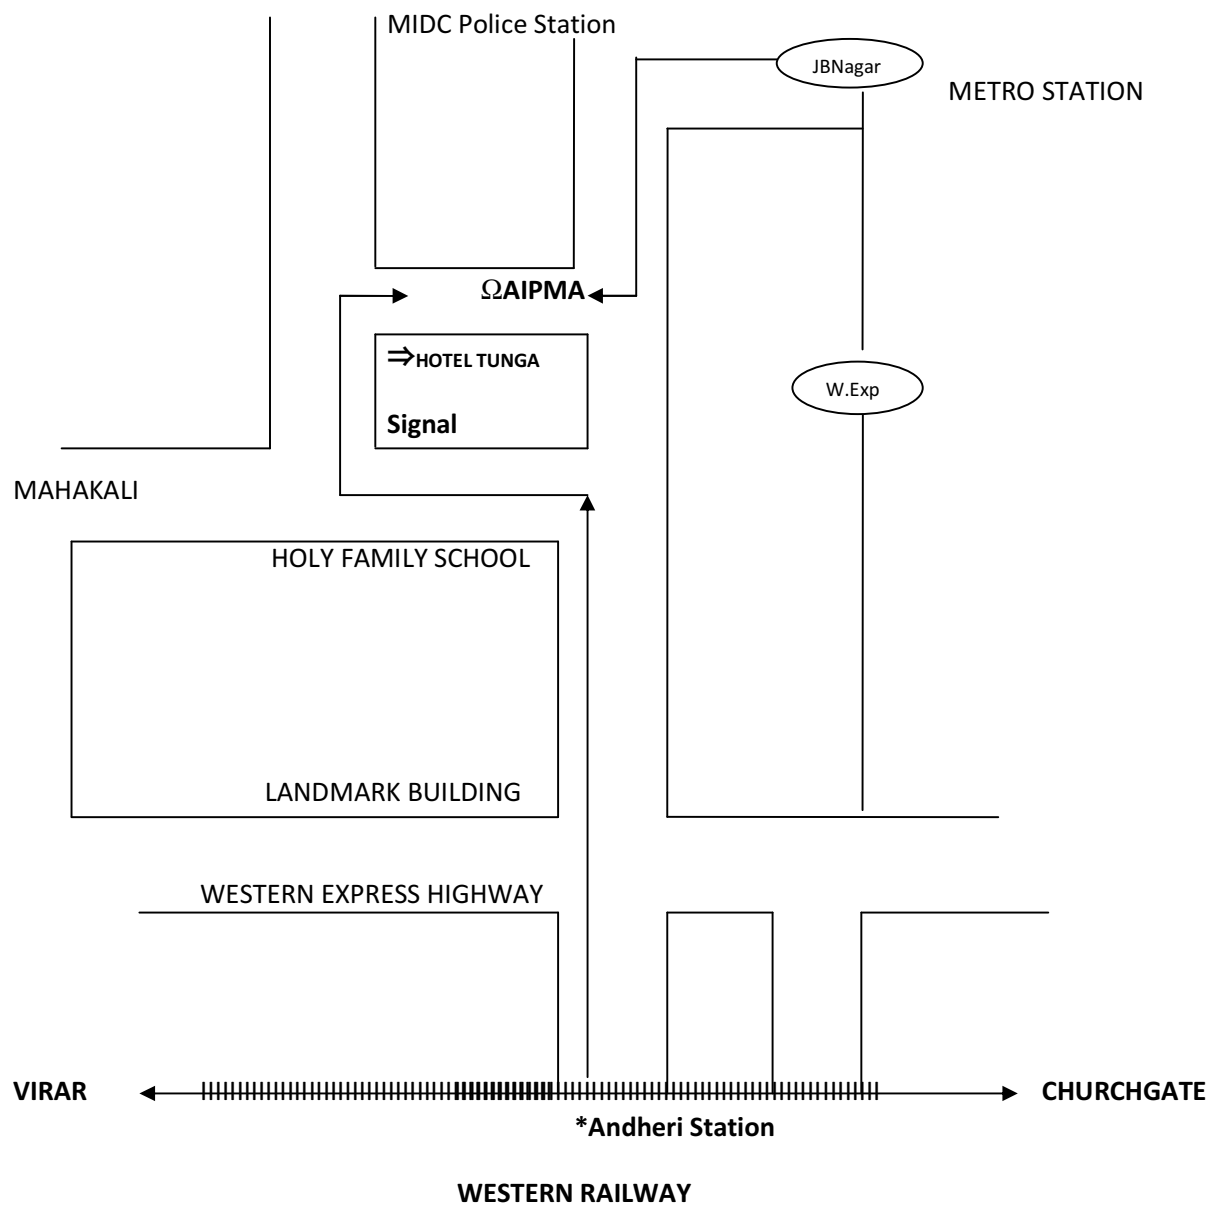 MIDC Police Station
JBNagar
METRO STATION
ΩAIPMA
⇒HOTEL TUNGA
W.Exp
Signal
MAHAKALI
HOLY FAMILY SCHOOL
LANDMARK BUILDING
WESTERN EXPRESS HIGHWAY
VIRAR
CHURCHGATE
*Andheri Station
WESTERN RAILWAY